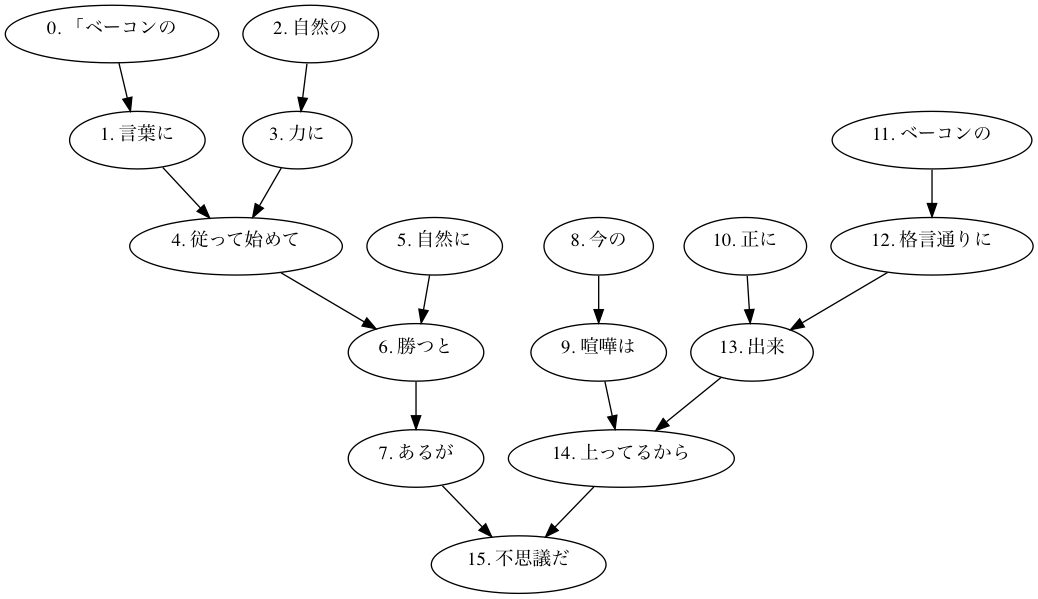 0. 「ベーコンの
2. 自然の
1. 言葉に
3. 力に
11. ベーコンの
4. 従って始めて
5. 自然に
8. 今の
10. 正に
12. 格言通りに
6. 勝つと
9. 喧嘩は
13. 出来
7. あるが
14. 上ってるから
15. 不思議だ